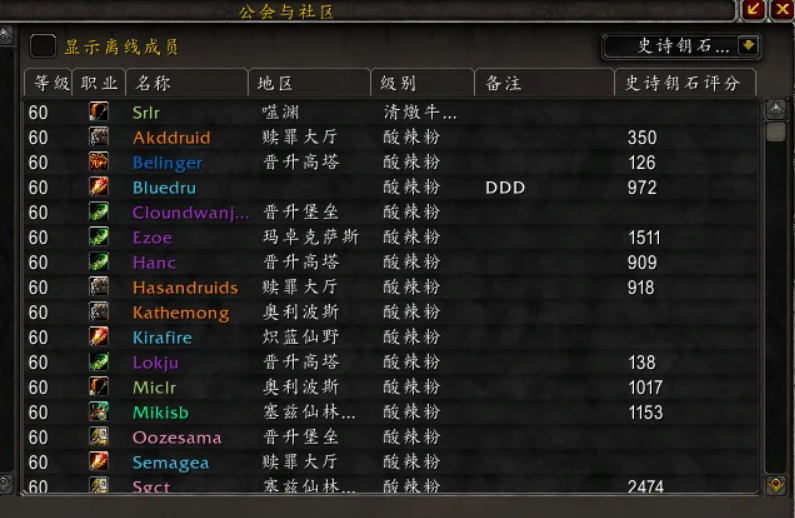 公会与社区
显示离线成员 史诗钥石...
等级 职业 名称 地区 级别 备注 史诗钥石评分
60 Srlr 噬渊 清燉牛...
60 Akddruid 赎罪大厅 酸辣粉 350
60 Belinger 晋升高塔 酸辣粉 126
60 Bluedru 酸辣粉 DDD 972
60 Cloundwanj... 晋升堡垒 酸辣粉
60 Ezoe 玛卓克萨斯 酸辣粉 1511
60 Hanc 晋升高塔 酸辣粉 909
60 Hasandruids 赎罪大厅 酸辣粉 918
60 Kathemong 奥利波斯 酸辣粉
60 Kirafire 炽蓝仙野 酸辣粉
60 Lokju 晋升高塔 酸辣粉 138
60 Miclr 奥利波斯 酸辣粉 1017
60 Mikisb 塞兹仙林... 酸辣粉 1153
60 Oozesama 晋升堡垒 酸辣粉
60 Semagea 赎罪大厅 酸辣粉
60 Sgct 塞兹仙林... 酸辣粉 2474